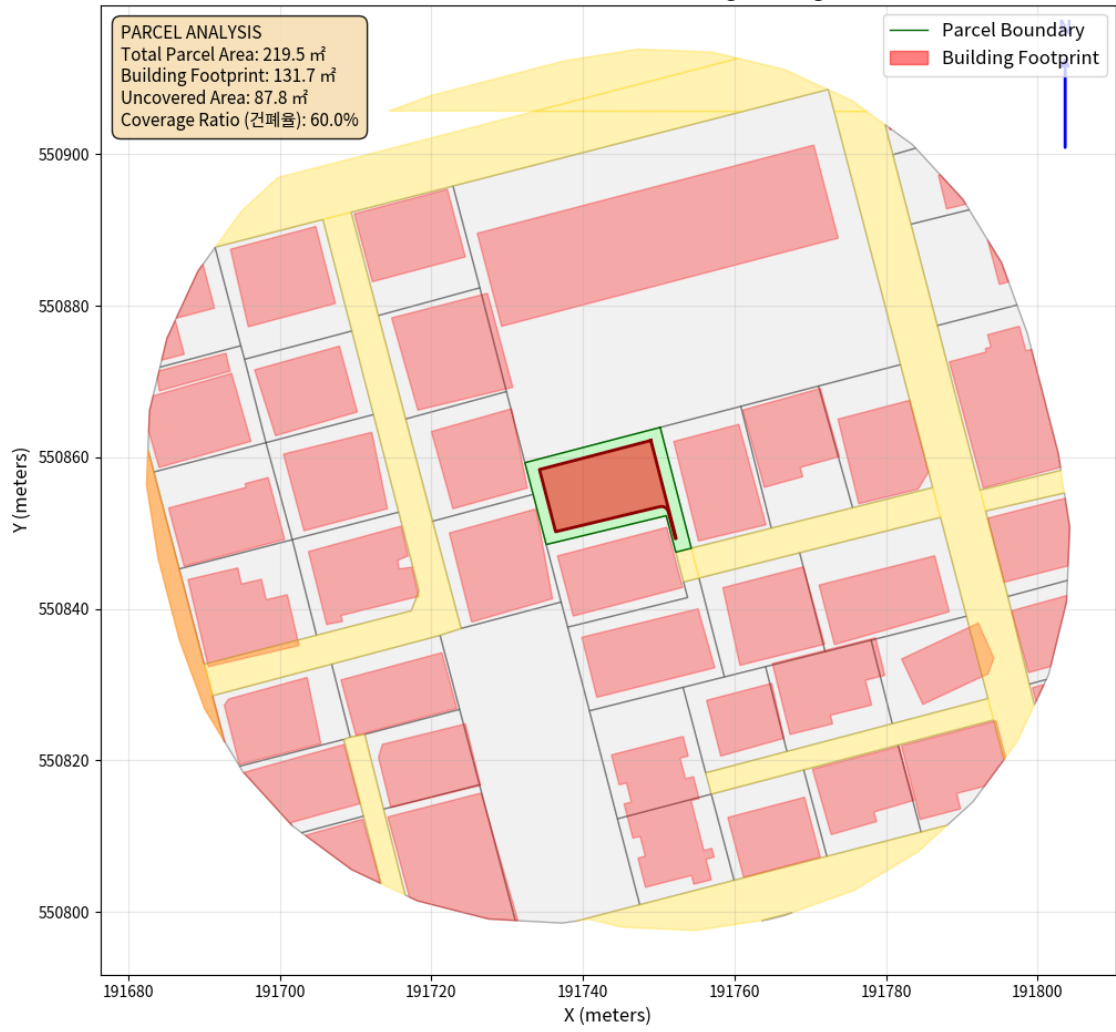 PARCEL ANALYSIS
Total Parcel Area: 219.5 ㎡
Building Footprint: 131.7 ㎡
Uncovered Area: 87.8 ㎡
Coverage Ratio (건폐율): 60.0%
Parcel Boundary
Building Footprint
N
550900
550880
550860
550840
550820
550800
Y (meters)
191680
191700
191720
191740
191760
191780
191800
X (meters)